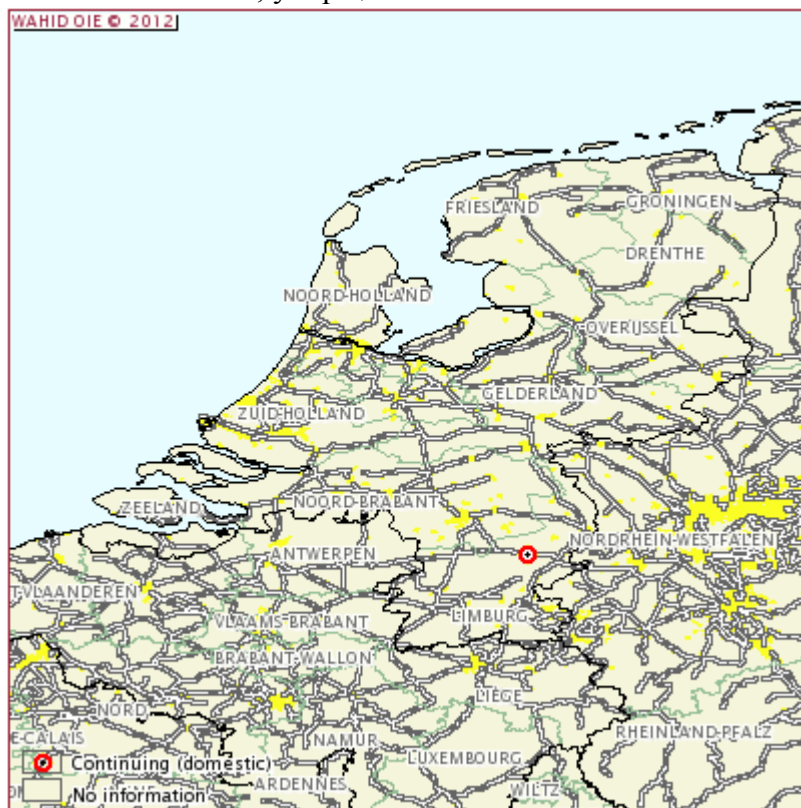 WAHID OIE © 2012
FRIESLAND
GRONINGEN
DRENTHE
NOORD-HOLLAND
OVERIJSSEL
GELDERLAND
ZUID-HOLLAND
NOORD-BRABANT
ZEELAND
NORDRHEIN-WESTFALEN
ANTWERPEN
T-VLAANDEREN
LIMBURG
VLAAMS-BRABANT
BRABANT-WALLON
LIÈGE
NORD
RHEINLAND-PFALZ
E-CALAIS
NAMUR
LUXEMBOURG
Continuing (domestic)
ARDENNES
WILTZ
No information